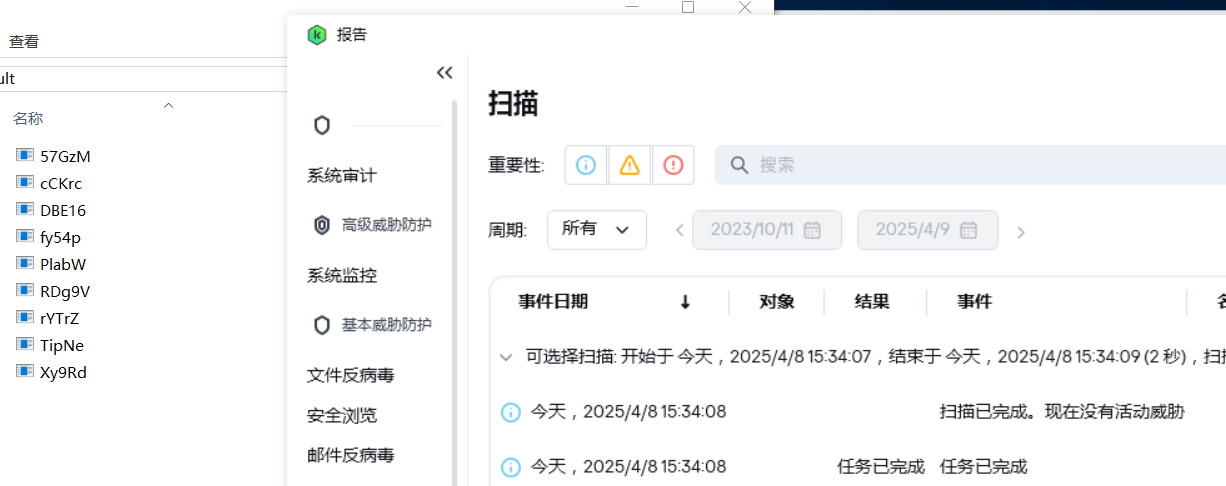 查看
ult
名称
57GzM
cCKrc
DBE16
fy54p
PlabW
RDg9V
rYTrZ
TipNe
Xy9Rd
报告
系统审计
高级威胁防护
系统监控
基本威胁防护
文件反病毒
安全浏览
邮件反病毒
扫描
重要性:
搜索
周期: 所有 2023/10/11 2025/4/9
事件日期 对象 结果 事件
可选择扫描: 开始于 今天，2025/4/8 15:34:07，结束于 今天，2025/4/8 15:34:09 (2 秒)，扫
今天，2025/4/8 15:34:08 扫描已完成。现在没有活动威胁
今天，2025/4/8 15:34:08 任务已完成 任务已完成